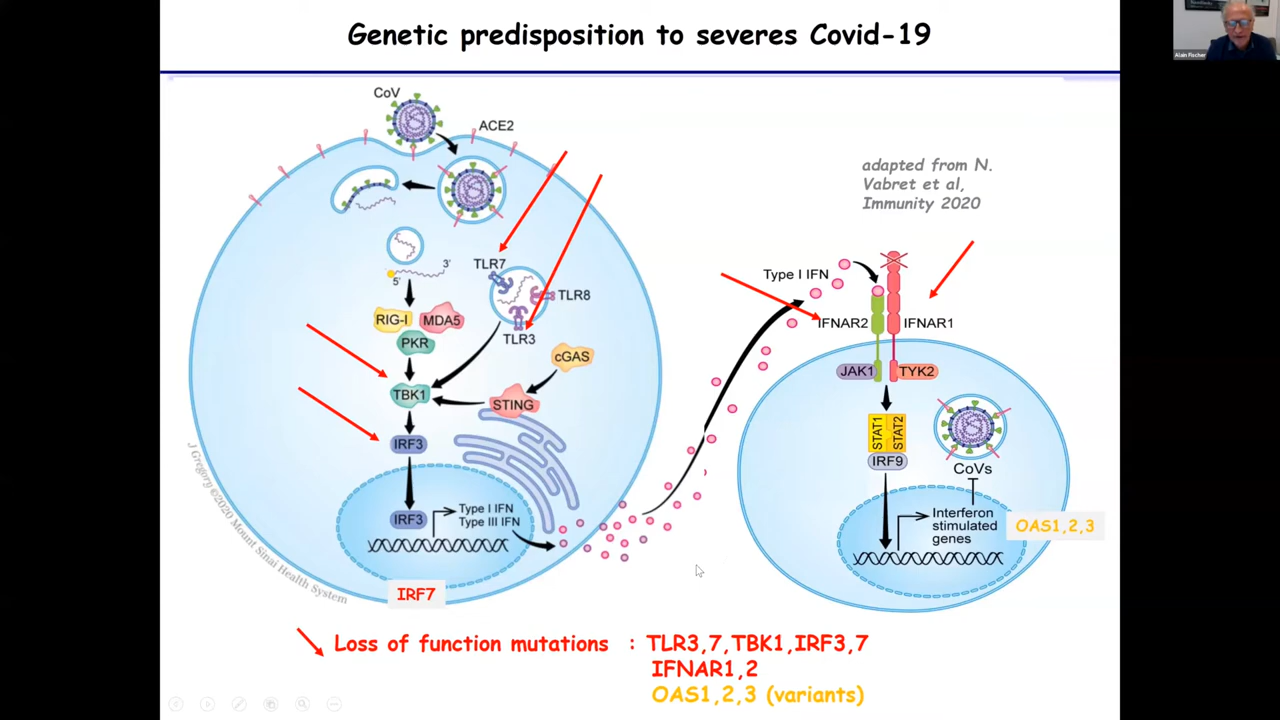 Genetic predisposition to severes Covid-19
Alain Fischer
CoV
ACE2
adapted from N.
Vabret et al,
Immunity 2020
3'
5'
TLR7
TLR8
TLR3
RIG-I
MDA5
PKR
cGAS
TBK1
STING
IRF3
IRF3
Type I IFN
Type III IFN
IRF7
J Gregory ©2020 Mount Sinai Health System
Type I IFN
IFNAR2
IFNAR1
JAK1
TYK2
STAT1
STAT2
IRF9
CoVs
Interferon
stimulated
genes
OAS1,2,3
Loss of function mutations : TLR3,7,TBK1,IRF3,7
IFNAR1,2
OAS1,2,3 (variants)